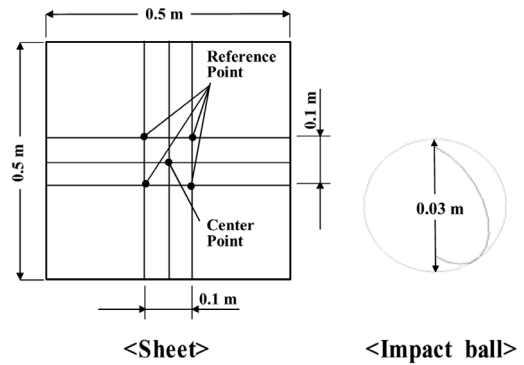 0.5 m
Reference
Point
0.1 m
0.5 m
0.03 m
Center
Point
0.1 m
<Sheet>
<Impact ball>